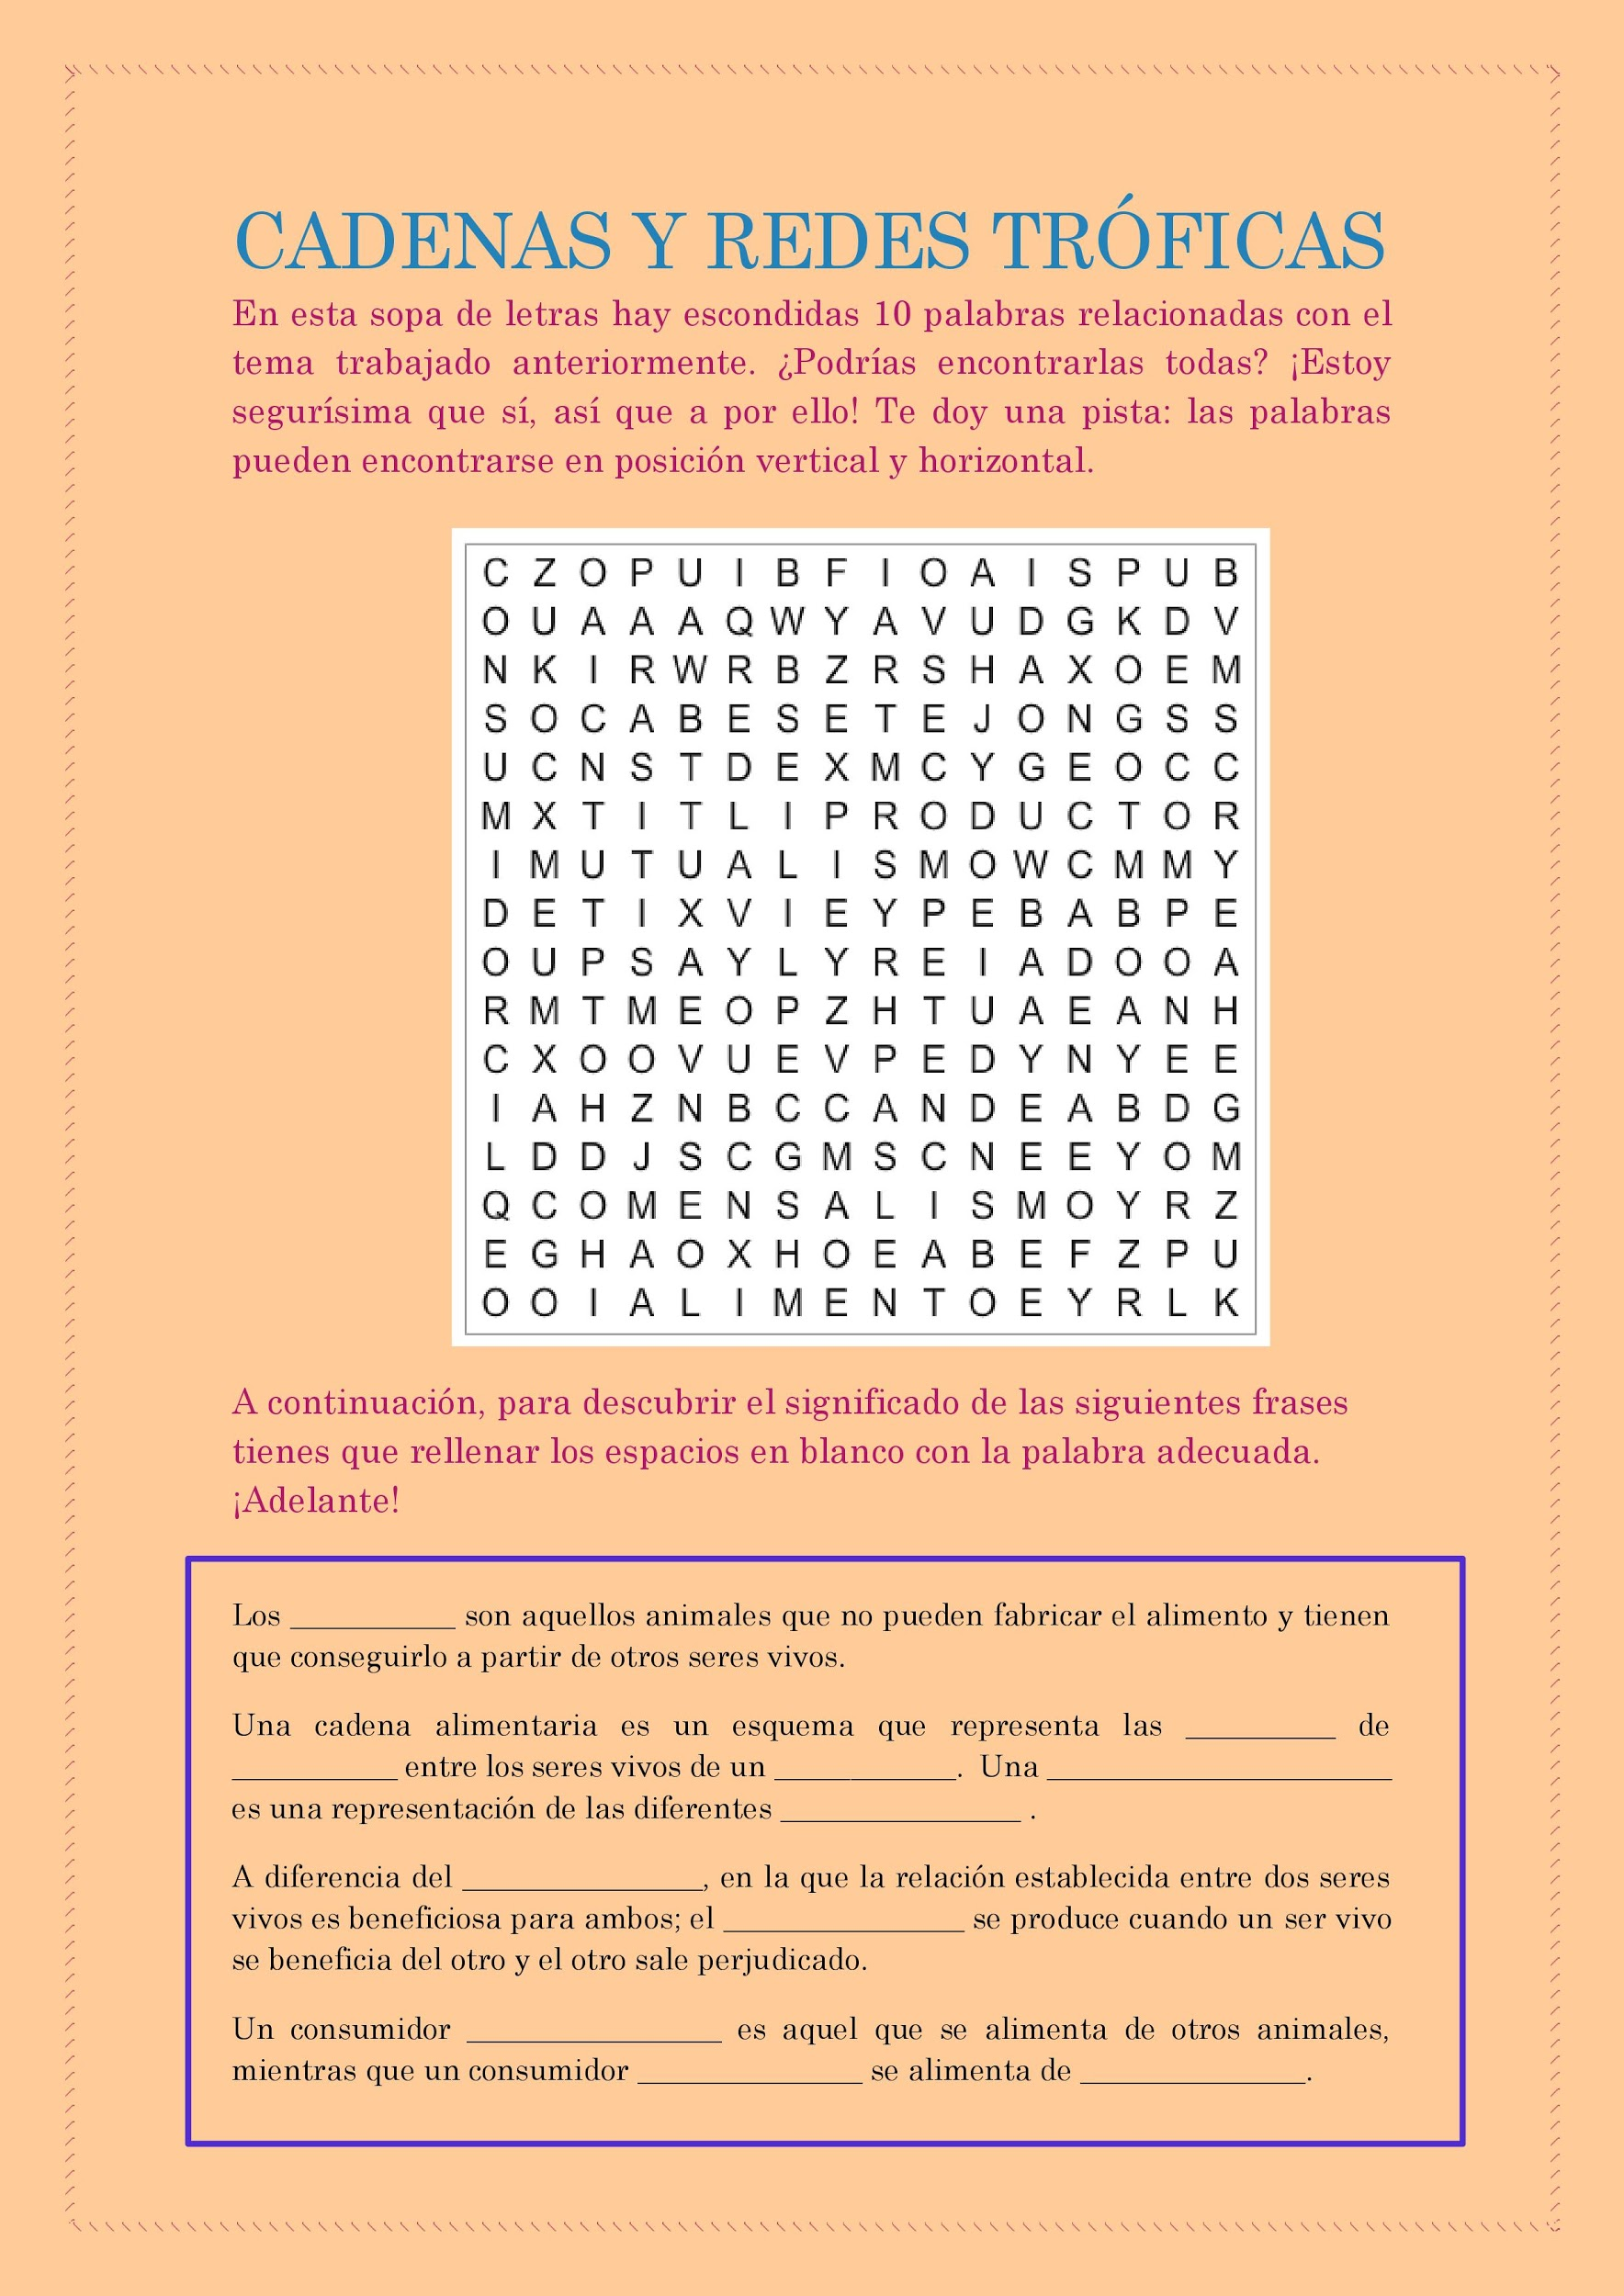 CADENAS Y REDES TRÓFICAS
En esta sopa de letras hay escondidas 10 palabras relacionadas con el
tema trabajado anteriormente. ¿Podrías encontrarlas todas? ¡Estoy
segurísima que sí, así que a por ello! Te doy una pista: las palabras
pueden encontrarse en posición vertical y horizontal.
C Z O P U I B F I O A I S P U B
O U A A A Q W Y A V U D G K D V
N K I R W R B Z R S H A X O E M
S O C A B E S E T E J O N G S S
U C N S T D E X M C Y G E O C C
M X T I T L I P R O D U C T O R
I M U T U A L I S M O W C M M Y
D E T I X V I E Y P E B A B P E
O U P S A Y L Y R E I A D O O A
R M T M E O P Z H T U A E A N H
C X O O V U E V P E D Y N Y E E
I A H Z N B C C A N D E A B D G
L D D J S C G M S C N E E Y O M
Q C O M E N S A L I S M O Y R Z
E G H A O X H O E A B E F Z P U
O O I A L I M E N T O E Y R L K
A continuación, para descubrir el significado de las siguientes frases
tienes que rellenar los espacios en blanco con la palabra adecuada.
¡Adelante!
Los ___________ son aquellos animales que no pueden fabricar el alimento y tienen
que conseguirlo a partir de otros seres vivos.
Una cadena alimentaria es un esquema que representa las __________ de
___________ entre los seres vivos de un ____________. Una _______________________
es una representación de las diferentes ________________ .
A diferencia del ________________, en la que la relación establecida entre dos seres
vivos es beneficiosa para ambos; el ________________ se produce cuando un ser vivo
se beneficia del otro y el otro sale perjudicado.
Un consumidor _________________ es aquel que se alimenta de otros animales,
mientras que un consumidor _______________ se alimenta de _______________.